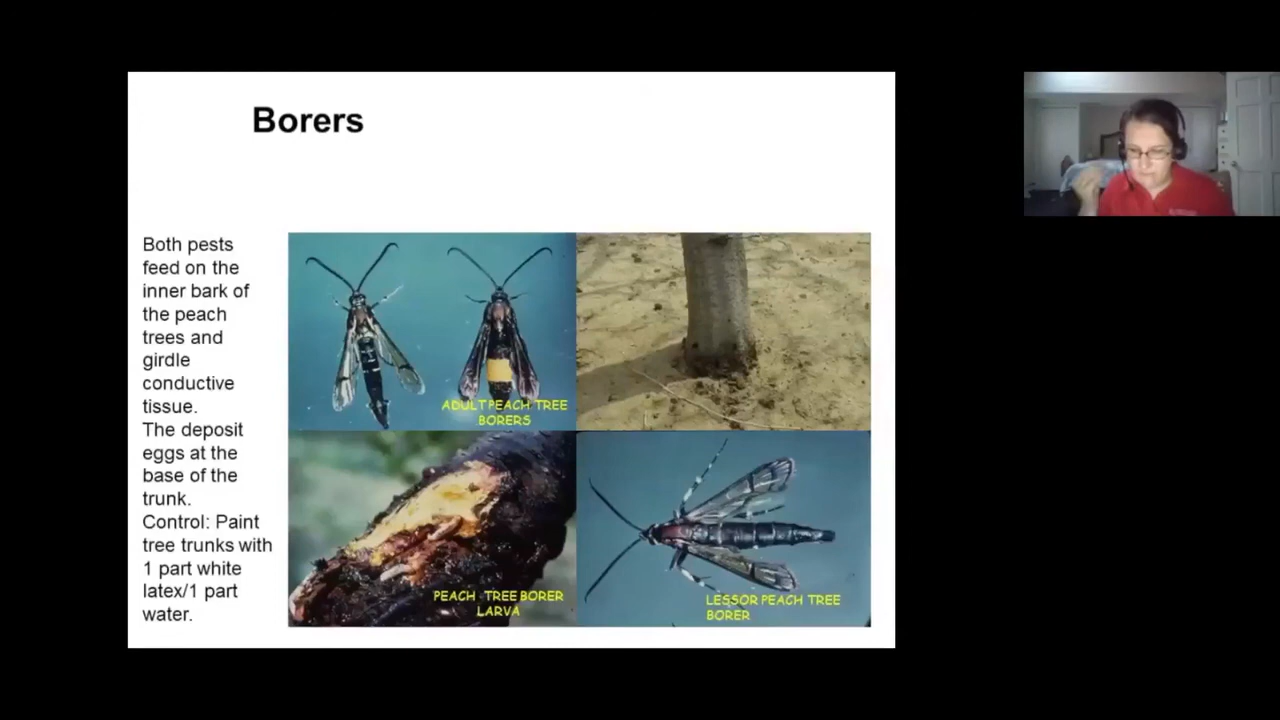 Borers
Both pests
feed on the
inner bark of
the peach
trees and
girdle
conductive
tissue.
The deposit
eggs at the
base of the
trunk.
Control: Paint
tree trunks with
1 part white
latex/1 part
water.
ADULT PEACH TREE
BORERS
PEACH TREE BORER
LARVA
LESSOR PEACH TREE
BORER